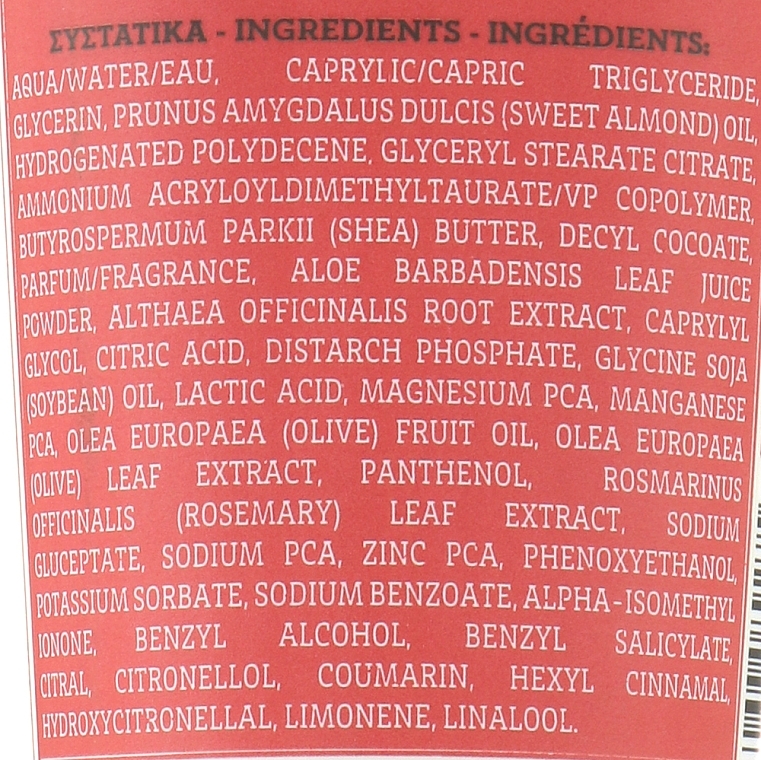 ΣΥΣΤΑΤΙΚΑ - INGREDIENTS - INGRÉDIENTS:
AQUA/WATER/EAU, CAPRYLIC/CAPRIC TRIGLYCERIDE,
GLYCERIN, PRUNUS AMYGDALUS DULCIS (SWEET ALMOND) OIL,
HYDROGENATED POLYDECENE, GLYCERYL STEARATE CITRATE,
AMMONIUM ACRYLOYLDIMETHYLTAURATE/VP COPOLYMER,
BUTYROSPERMUM PARKII (SHEA) BUTTER, DECYL COCOATE,
PARFUM/FRAGRANCE, ALOE BARBADENSIS LEAF JUICE
POWDER, ALTHAEA OFFICINALIS ROOT EXTRACT, CAPRYLYL
GLYCOL, CITRIC ACID, DISTARCH PHOSPHATE, GLYCINE SOJA
(SOYBEAN) OIL, LACTIC ACID, MAGNESIUM PCA, MANGANESE
PCA, OLEA EUROPAEA (OLIVE) FRUIT OIL, OLEA EUROPAEA
(OLIVE) LEAF EXTRACT, PANTHENOL, ROSMARINUS
OFFICINALIS (ROSEMARY) LEAF EXTRACT, SODIUM
GLUCEPTATE, SODIUM PCA, ZINC PCA, PHENOXYETHANOL,
POTASSIUM SORBATE, SODIUM BENZOATE, ALPHA-ISOMETHYL
IONONE, BENZYL ALCOHOL, BENZYL SALICYLATE,
CITRAL, CITRONELLOL, COUMARIN, HEXYL CINNAMAL,
HYDROXYCITRONELLAL, LIMONENE, LINALOOL.